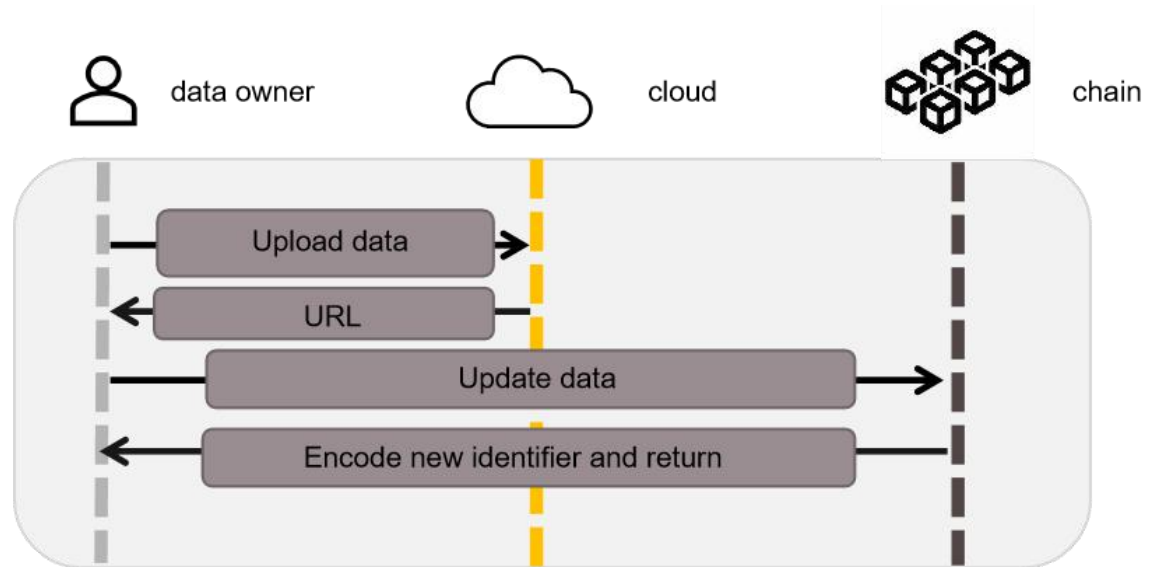 data owner
cloud
chain
Upload data
URL
Update data
Encode new identifier and return